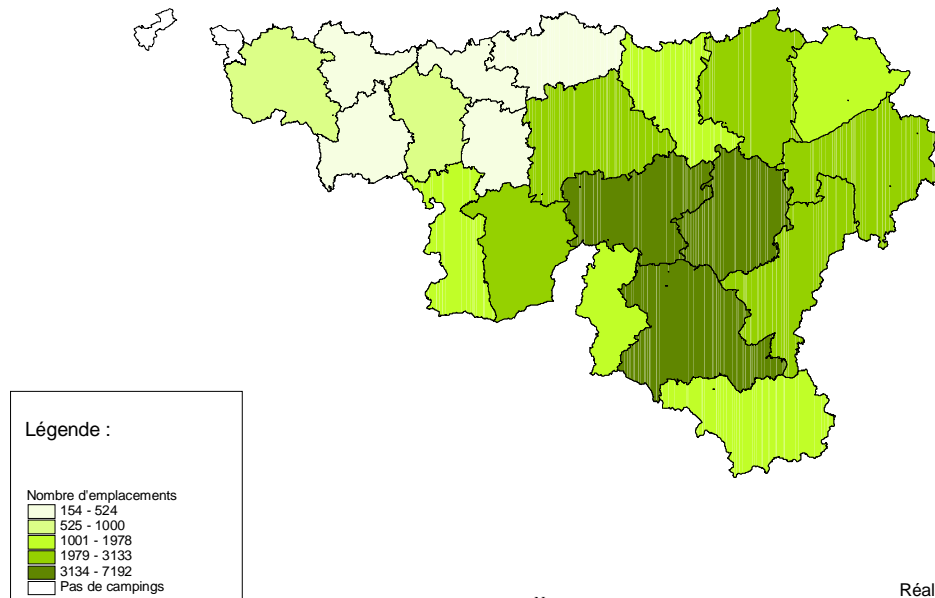 Légende :
Nombre d'emplacements
154 - 524
525 - 1000
1001 - 1978
1979 - 3133
3134 - 7192
Pas de campings
Réal